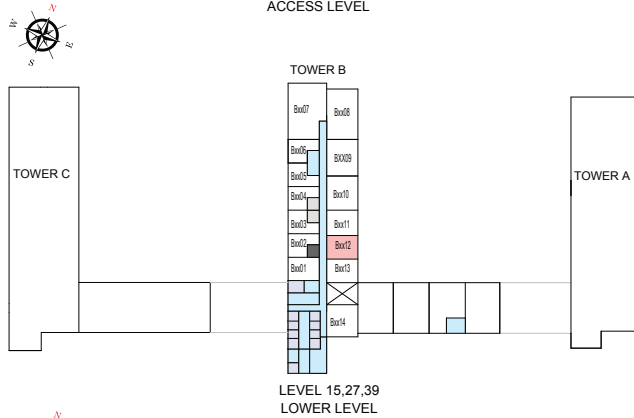 ACCESS LEVEL
N
W
E
S
TOWER B
Bxx07
Bxx08
Bxx06
BXX09
Bxx05
TOWER C
TOWER A
Bxx04
Bxx10
Bxx03
Bxx11
Bxx02
Bxx12
Bxx01
Bxx13
Bxx14
LEVEL 15,27,39
LOWER LEVEL
N